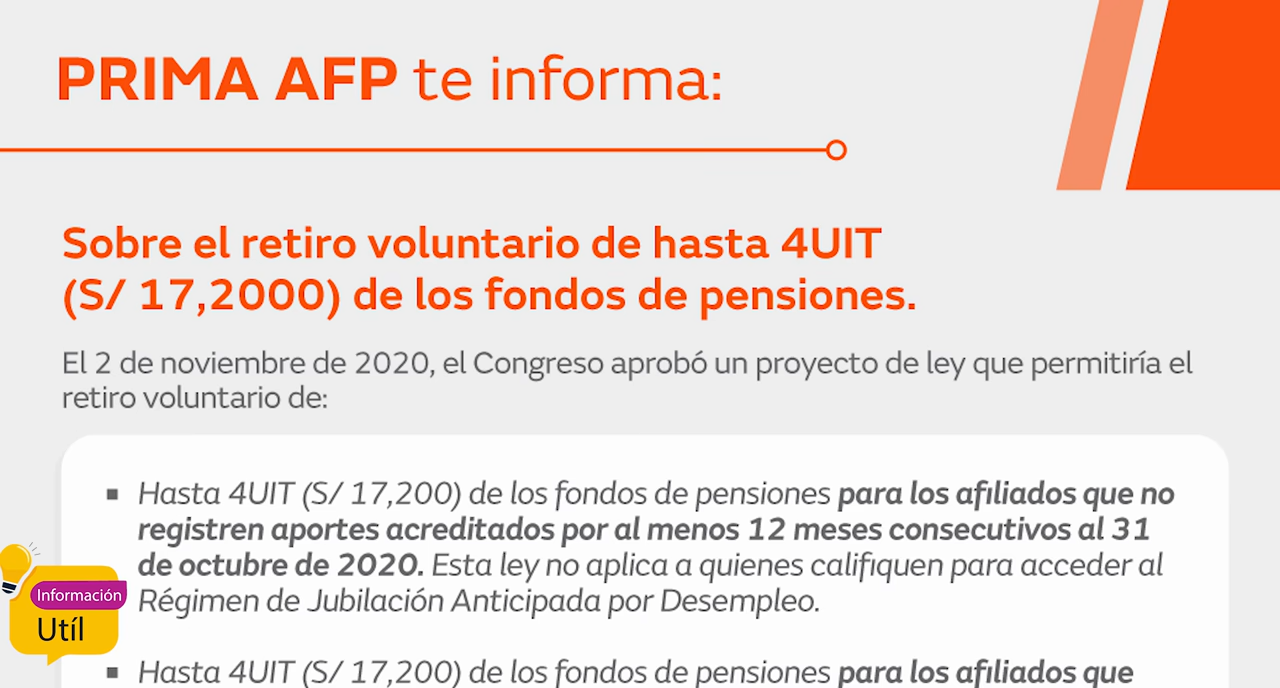 PRIMA AFP te informa:
Sobre el retiro voluntario de hasta 4UIT
(S/ 17,2000) de los fondos de pensiones.
El 2 de noviembre de 2020, el Congreso aprobó un proyecto de ley que permitiría el
retiro voluntario de:
▪ Hasta 4UIT (S/ 17,200) de los fondos de pensiones para los afiliados que no
registren aportes acreditados por al menos 12 meses consecutivos al 31
de octubre de 2020. Esta ley no aplica a quienes califiquen para acceder al
Régimen de Jubilación Anticipada por Desempleo.
▪ Hasta 4UIT (S/ 17,200) de los fondos de pensiones para los afiliados que
Información
Utíl